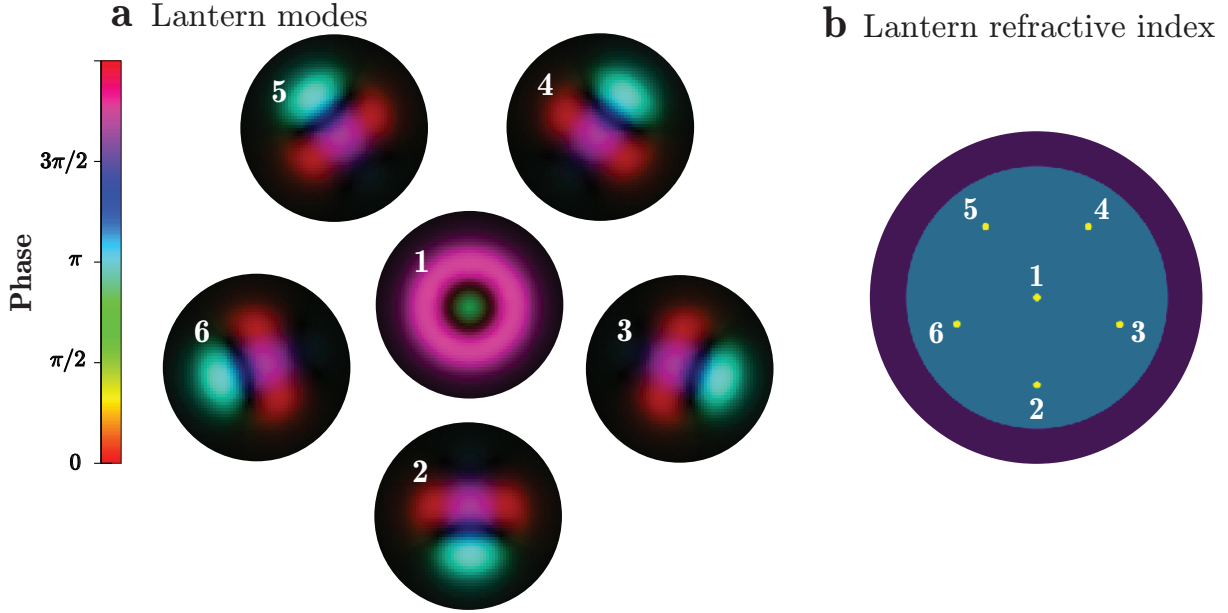 a Lantern modes
b Lantern refractive index
Phase
3π/2
π
π/2
0
5
4
1
6
3
2
5
4
1
6
3
2